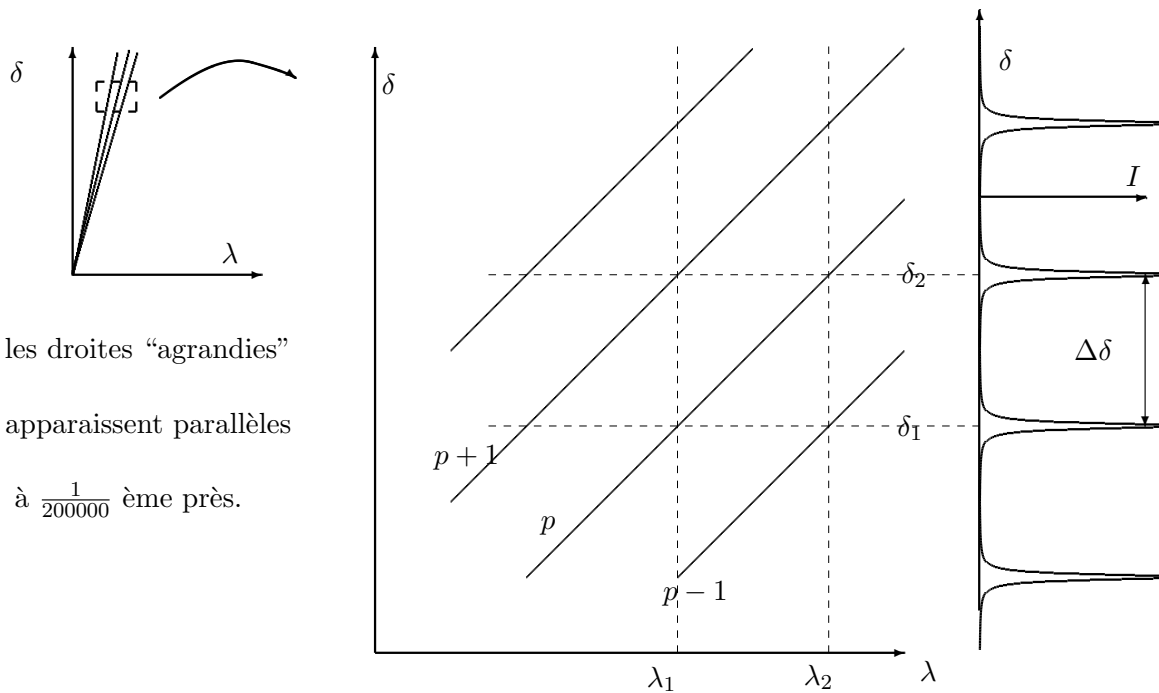 δ
λ
les droites “agrandies”
apparaissent parallèles
à 1/200000 ème près.
δ
p + 1
p
p − 1
δ₂
δ₁
λ₁
λ₂
λ
δ
I
Δδ